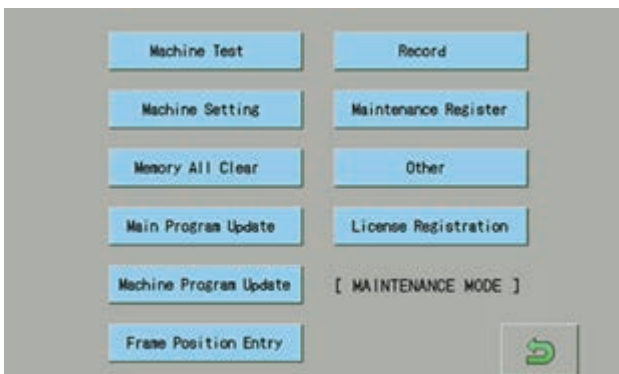 Machine Test
Record
Machine Setting
Maintenance Register
Memory All Clear
Other
Main Program Update
License Registration
Machine Program Update
[ MAINTENANCE MODE ]
Frame Position Entry